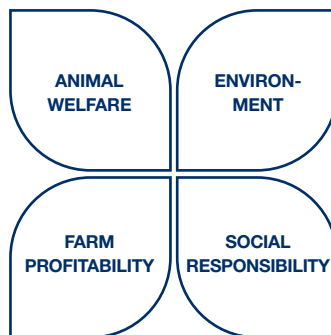 ANIMAL
WELFARE
ENVIRON-
MENT
FARM
PROFITABILITY
SOCIAL
RESPONSIBILITY